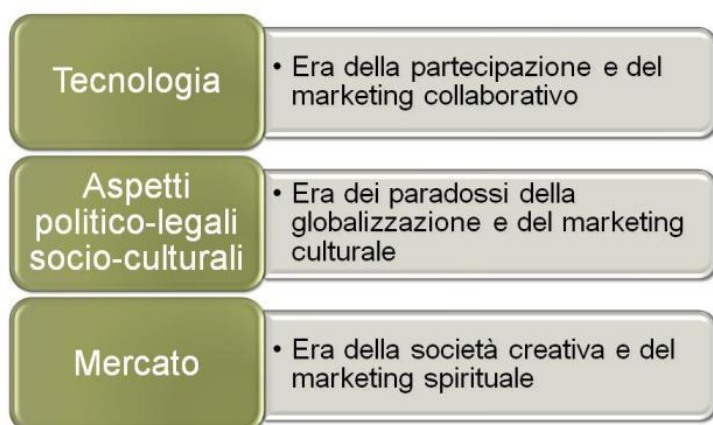 Tecnologia
• Era della partecipazione e del
marketing collaborativo
Aspetti
politico-legali
socio-culturali
• Era dei paradossi della
globalizzazione e del marketing
culturale
Mercato
• Era della società creativa e del
marketing spirituale